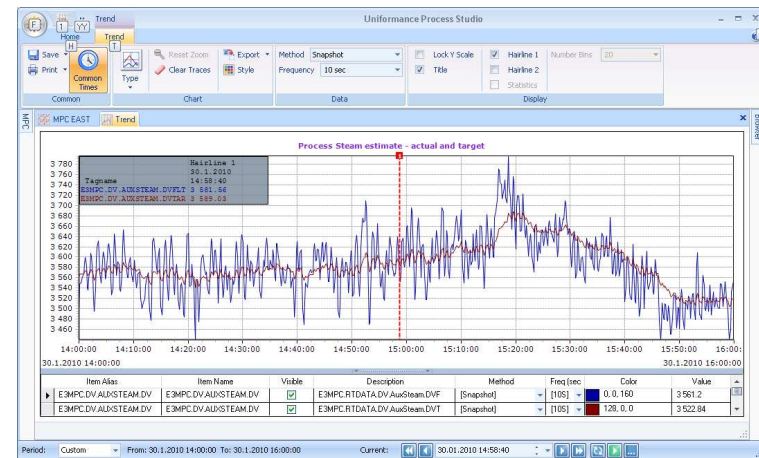 Trend
Uniformance Process Studio
F
1
YY
Home
Trend
H
T
Save
Print
Common Times
Type
Reset Zoom
Clear Traces
Export
Style
Method Snapshot
Frequency 10 sec
Lock Y Scale
Title
Hairline 1
Hairline 2
Statistics
Number Bins 20
Common
Chart
Data
Display
MPC
MPC EAST
Trend
Browser
Process Steam estimate - actual and target
1
Hairline 1
30.1.2010
Tagname 14:58:40
E3MPC.DV.AUXSTEAM.DVFLT 3 581.56
E3MPC.DV.AUXSTEAM.DVTAR 3 589.03
3 780
3 760
3 740
3 720
3 700
3 680
3 660
3 640
3 620
3 600
3 580
3 560
3 540
3 520
3 500
3 480
3 460
14:00:00 14:10:00 14:20:00 14:30:00 14:40:00 14:50:00 15:00:00 15:10:00 15:20:00 15:30:00 15:40:00 15:50:00 16:00:
30.1.2010 14:00:00 30.1.2010 16:00:00
Item Alias Item Name Visible Description Method Freq (sec Color Value
E3MPC.DV.AUXSTEAM.DV E3MPC.DV.AUXSTEAM.DV E3MPC.RTDATA.DV.AuxSteam.DVF [Snapshot] [10S] 0, 0, 160 3 561.2
E3MPC.DV.AUXSTEAM.DV E3MPC.DV.AUXSTEAM.DV E3MPC.RTDATA.DV.AuxSteam.DVT [Snapshot] [10S] 128, 0, 0 3 522.84
Period: Custom From: 30.1.2010 14:00:00 To: 30.1.2010 16:00:00 Current: 30.01.2010 14:58:40